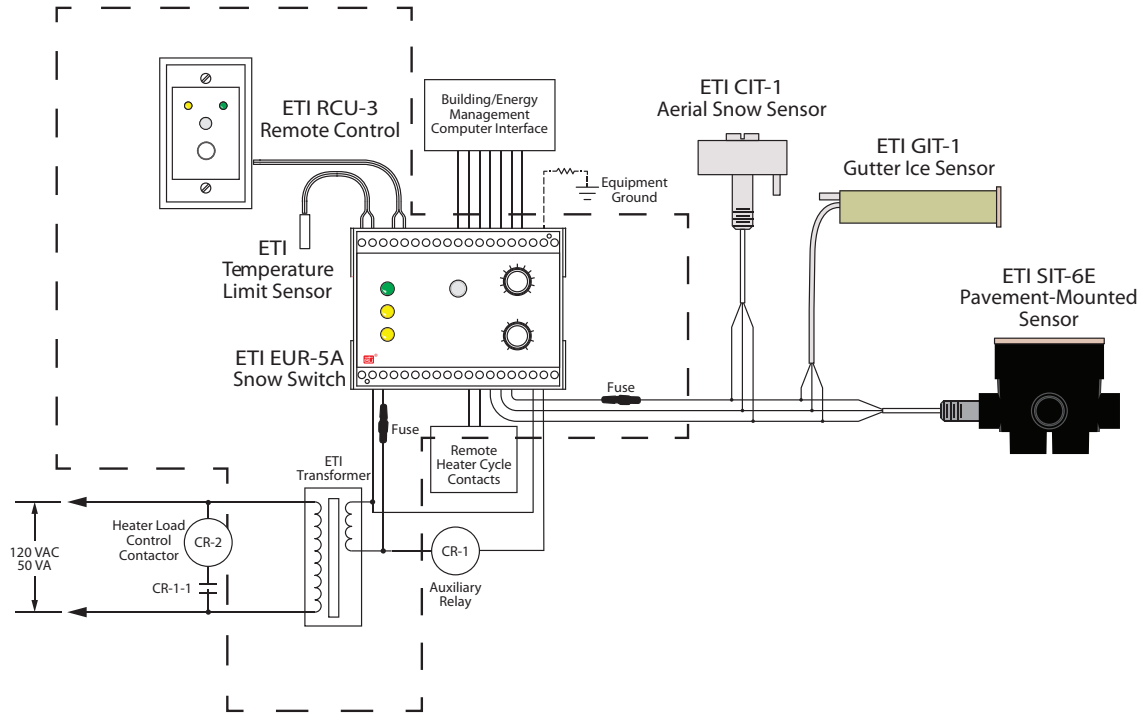 ETI RCU-3
Remote Control
Building/Energy
Management
Computer Interface
ETI CIT-1
Aerial Snow Sensor
ETI GIT-1
Gutter Ice Sensor
Equipment
Ground
ETI
Temperature
Limit Sensor
ETI SIT-6E
Pavement-Mounted
Sensor
eti®
ETI EUR-5A
Snow Switch
Fuse
Fuse
Remote
Heater Cycle
Contacts
ETI
Transformer
Heater Load
Control
Contactor
CR-2
CR-1-1
120 VAC
50 VA
CR-1
Auxiliary
Relay